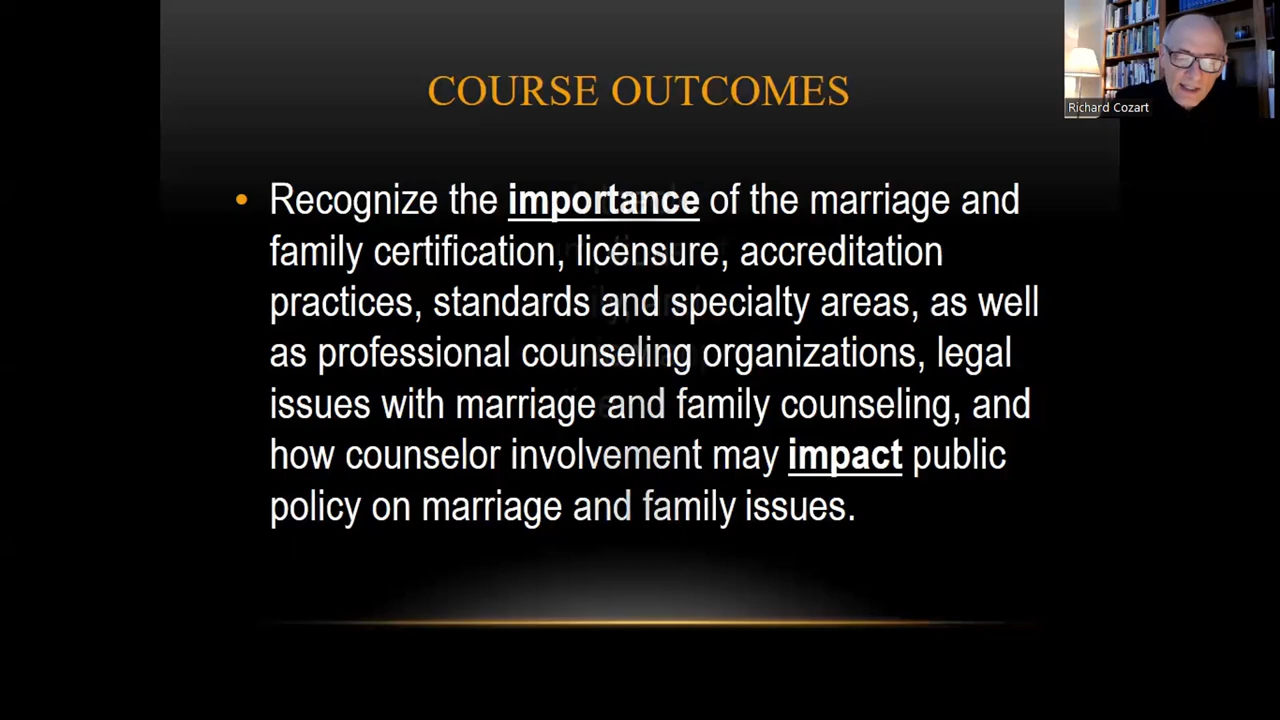 COURSE OUTCOMES
Richard Cozart
• Recognize the importance of the marriage and
family certification, licensure, accreditation
practices, standards and specialty areas, as well
as professional counseling organizations, legal
issues with marriage and family counseling, and
how counselor involvement may impact public
policy on marriage and family issues.